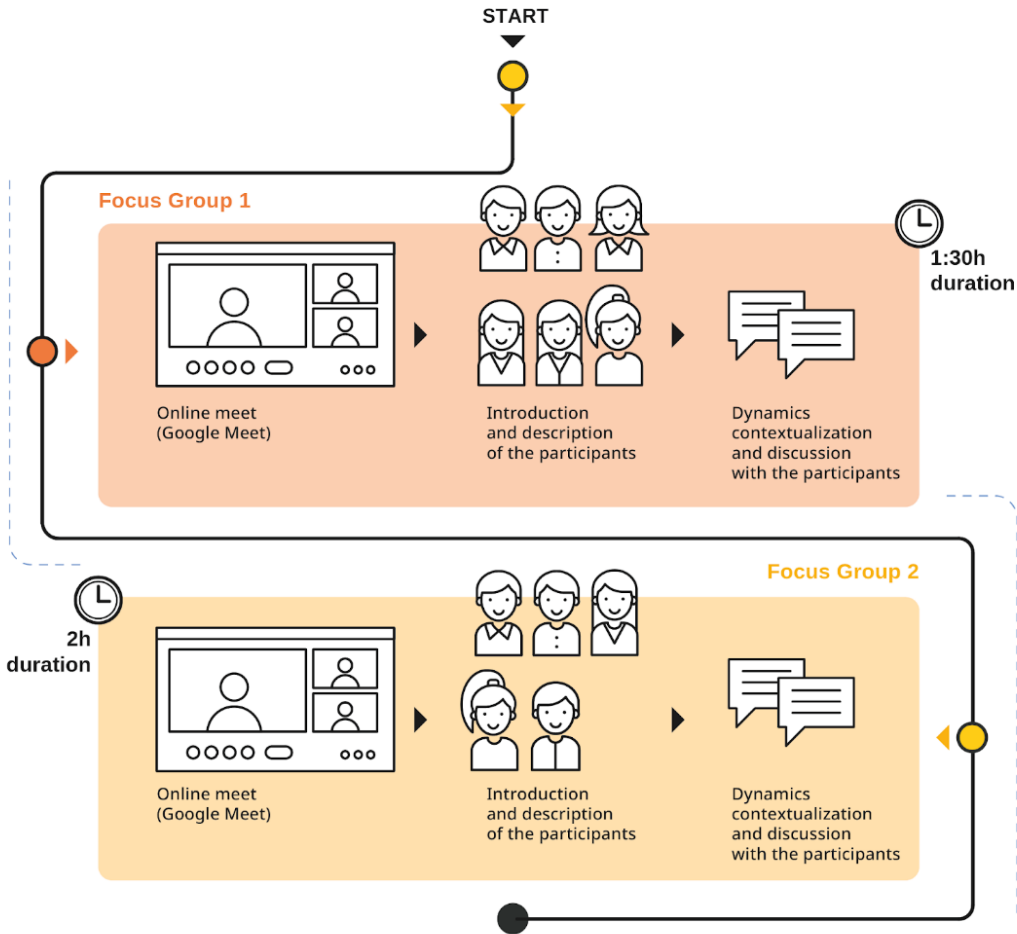 START
Focus Group 1
1:30h
duration
Online meet
(Google Meet)
Introduction
and description
of the participants
Dynamics
contextualization
and discussion
with the participants
Focus Group 2
2h
duration
Online meet
(Google Meet)
Introduction
and description
of the participants
Dynamics
contextualization
and discussion
with the participants